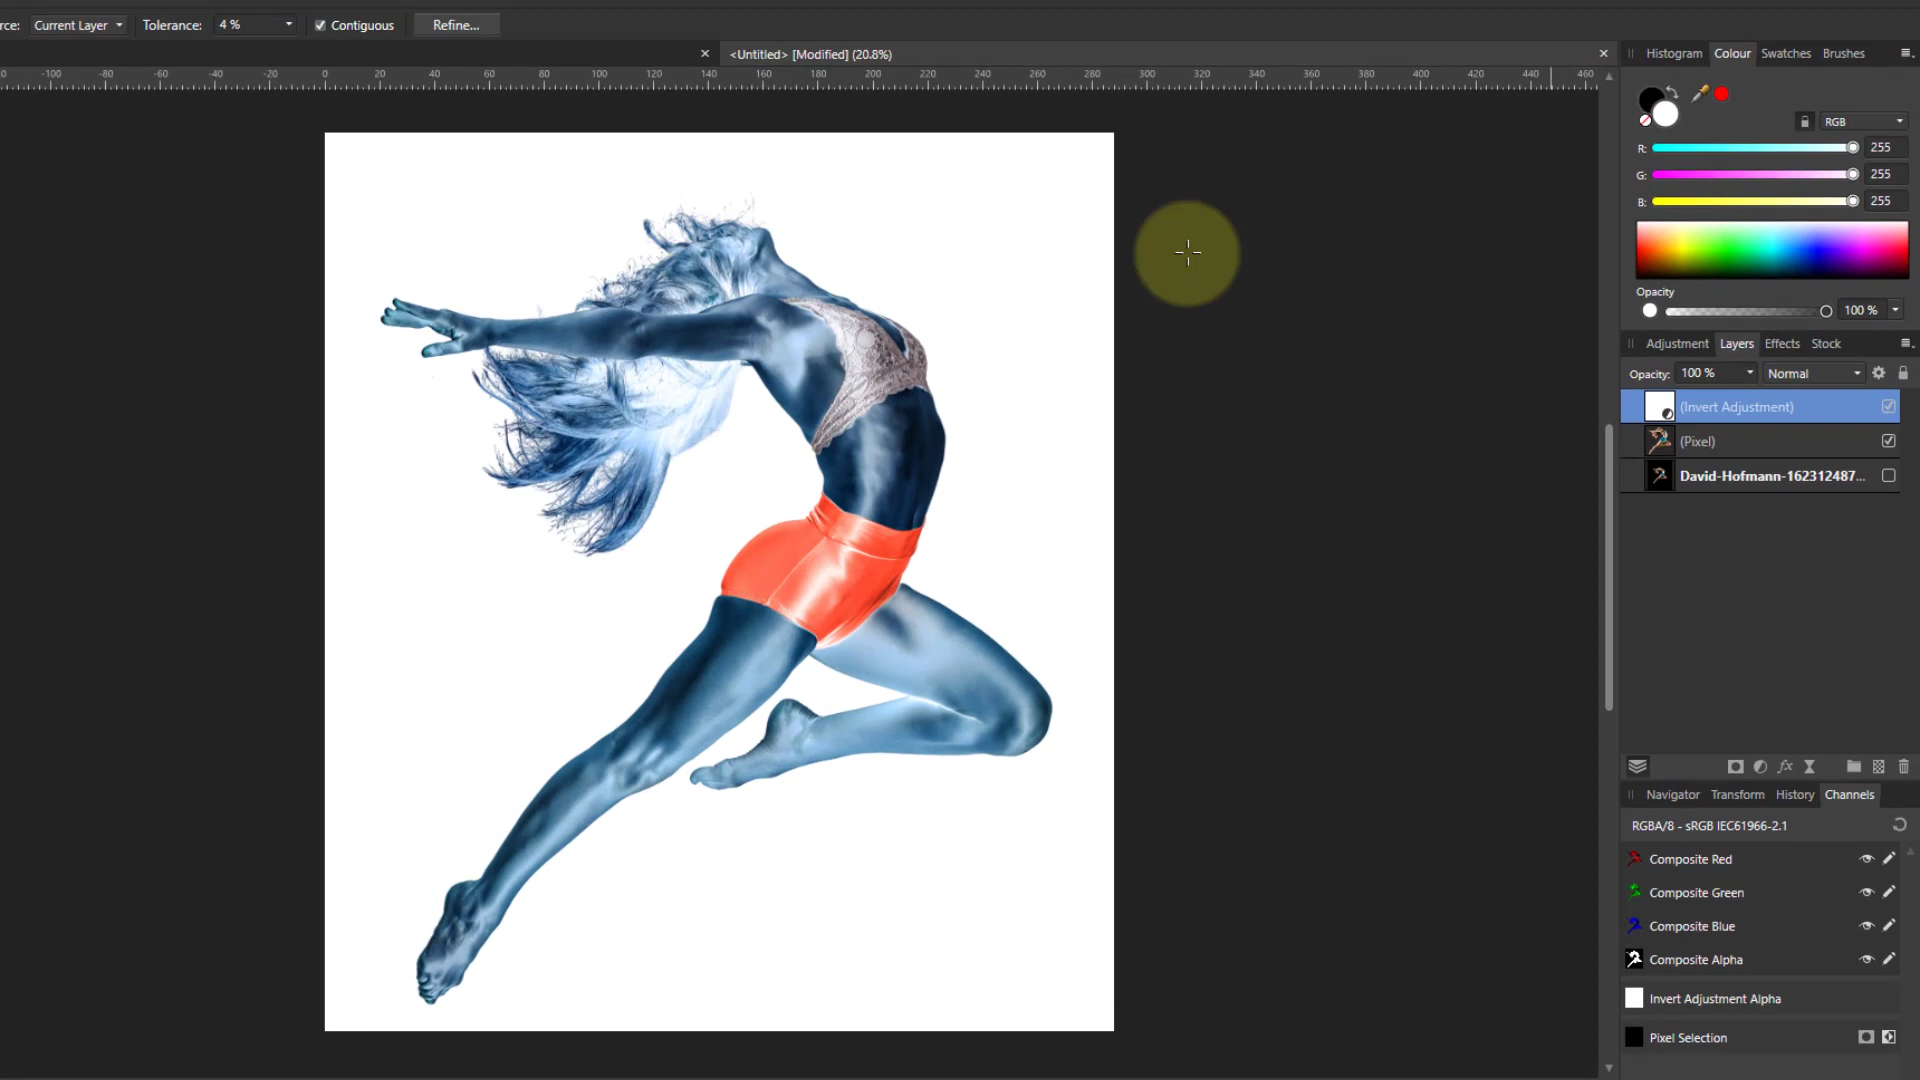 rce: Current Layer Tolerance: 4 % Contiguous Refine...
<Untitled> [Modified] (20.8%)
Histogram Colour Swatches Brushes
-100 -80 -60 -40 -20 0 20 40 60 80 100 120 140 160 180 200 220 240 260 280 300 320 340 360 380 400 420 440 460
RGB
R: 255
G: 255
B: 255
Opacity
100 %
Adjustment Layers Effects Stock
Opacity: 100 % Normal
(Invert Adjustment)
(Pixel)
David-Hofmann-162312487...
fx
Navigator Transform History Channels
RGBA/8 - sRGB IEC61966-2.1
Composite Red
Composite Green
Composite Blue
Composite Alpha
Invert Adjustment Alpha
Pixel Selection